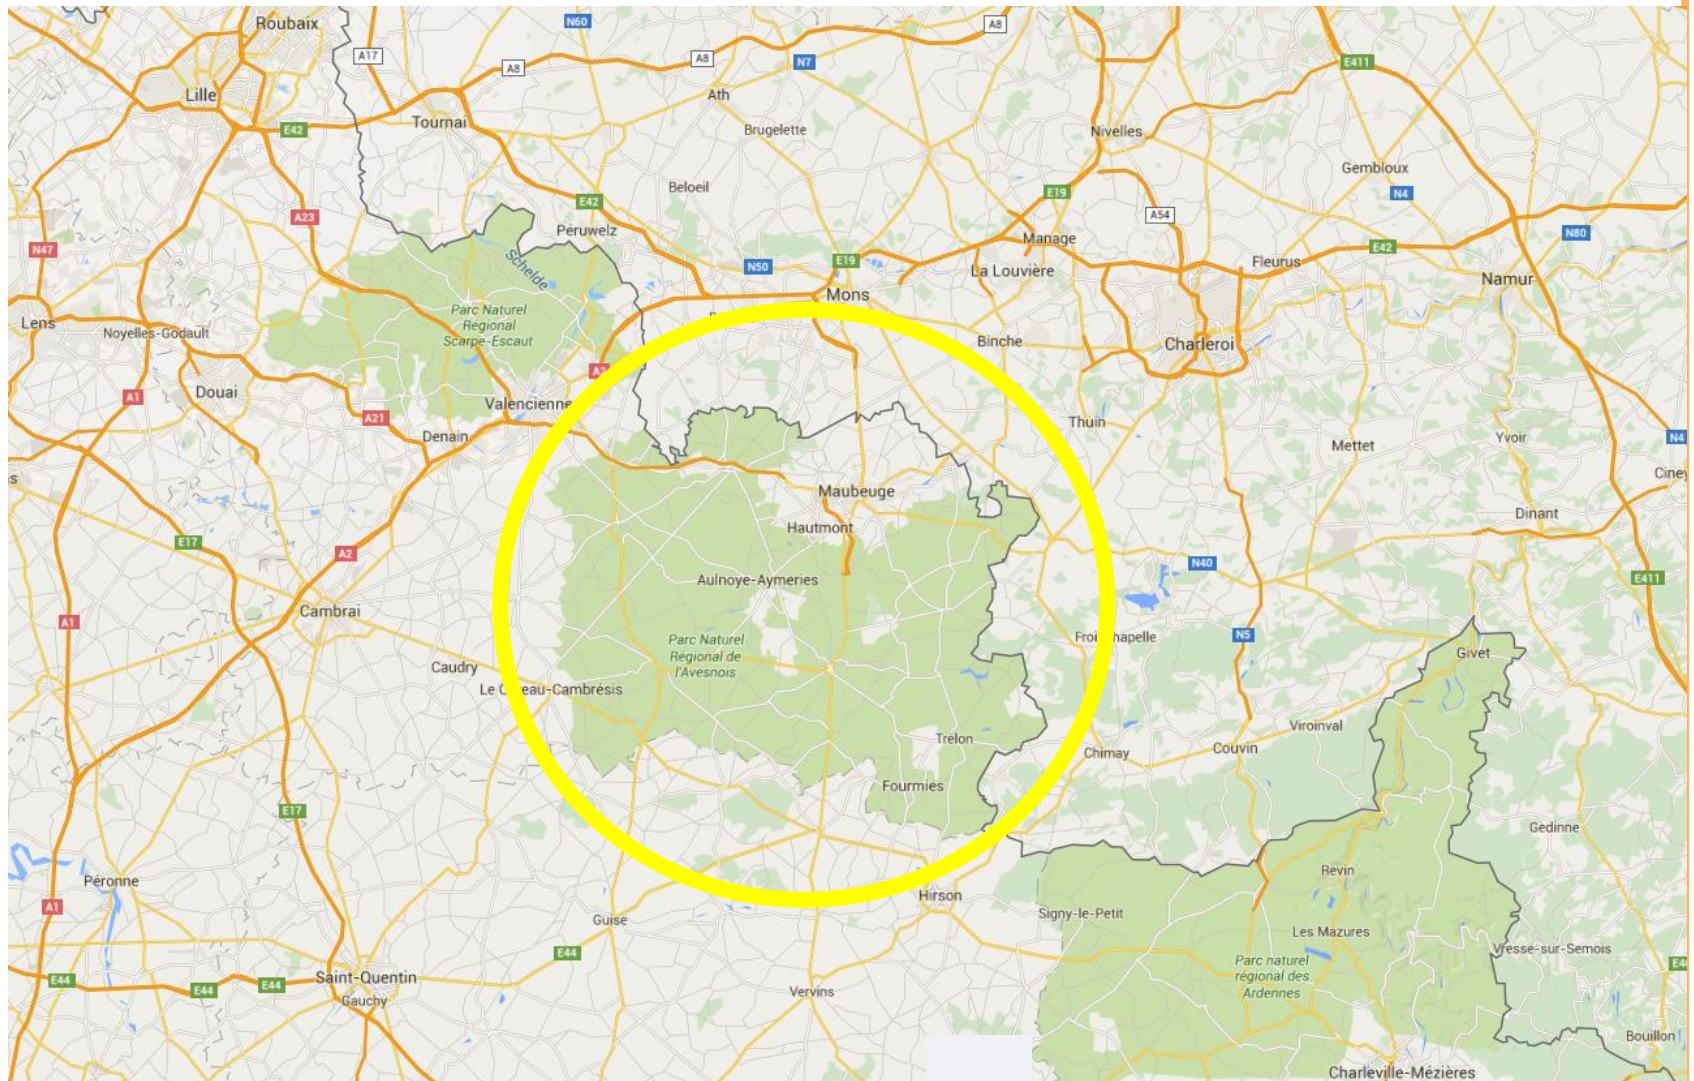 Roubaix
N60
A8
A17
A8
A8
N7
E411
Lille
Ath
Tournai
E42
Brugelette
Nivelles
Gembloux
Beloeil
E19
N4
E42
A23
Péruwelz
A54
N80
N47
Manage
E42
Schelde
N50
E19
La Louvière
Fleurus
Namur
Mons
Parc Naturel
Régional
Scarpe-Escaut
Lens
Noyelles-Godault
Binche
Charleroi
A1
Douai
Valencienne
A21
Thuin
Denain
Mettet
Yvoir
N4
Ciney
Maubeuge
Hautmont
Dinant
E17
A2
N40
Aulnoye-Aymeries
E411
Cambrai
A1
Parc Naturel
Régional de
l'Avesnois
N5
Givet
Caudry
Viroinval
Trélon
Chimay
Couvin
Fourmies
E17
Gedinne
Péronne
Revin
Hirson
A1
Guise
Signy-le-Petit
Les Mazures
E44
Vresse-sur-Semois
Parc naturel
régional des
Ardennes
E44
E44
E44
Saint-Quentin
Gauchy
Vervins
Bouillon
Charleville-Mézières